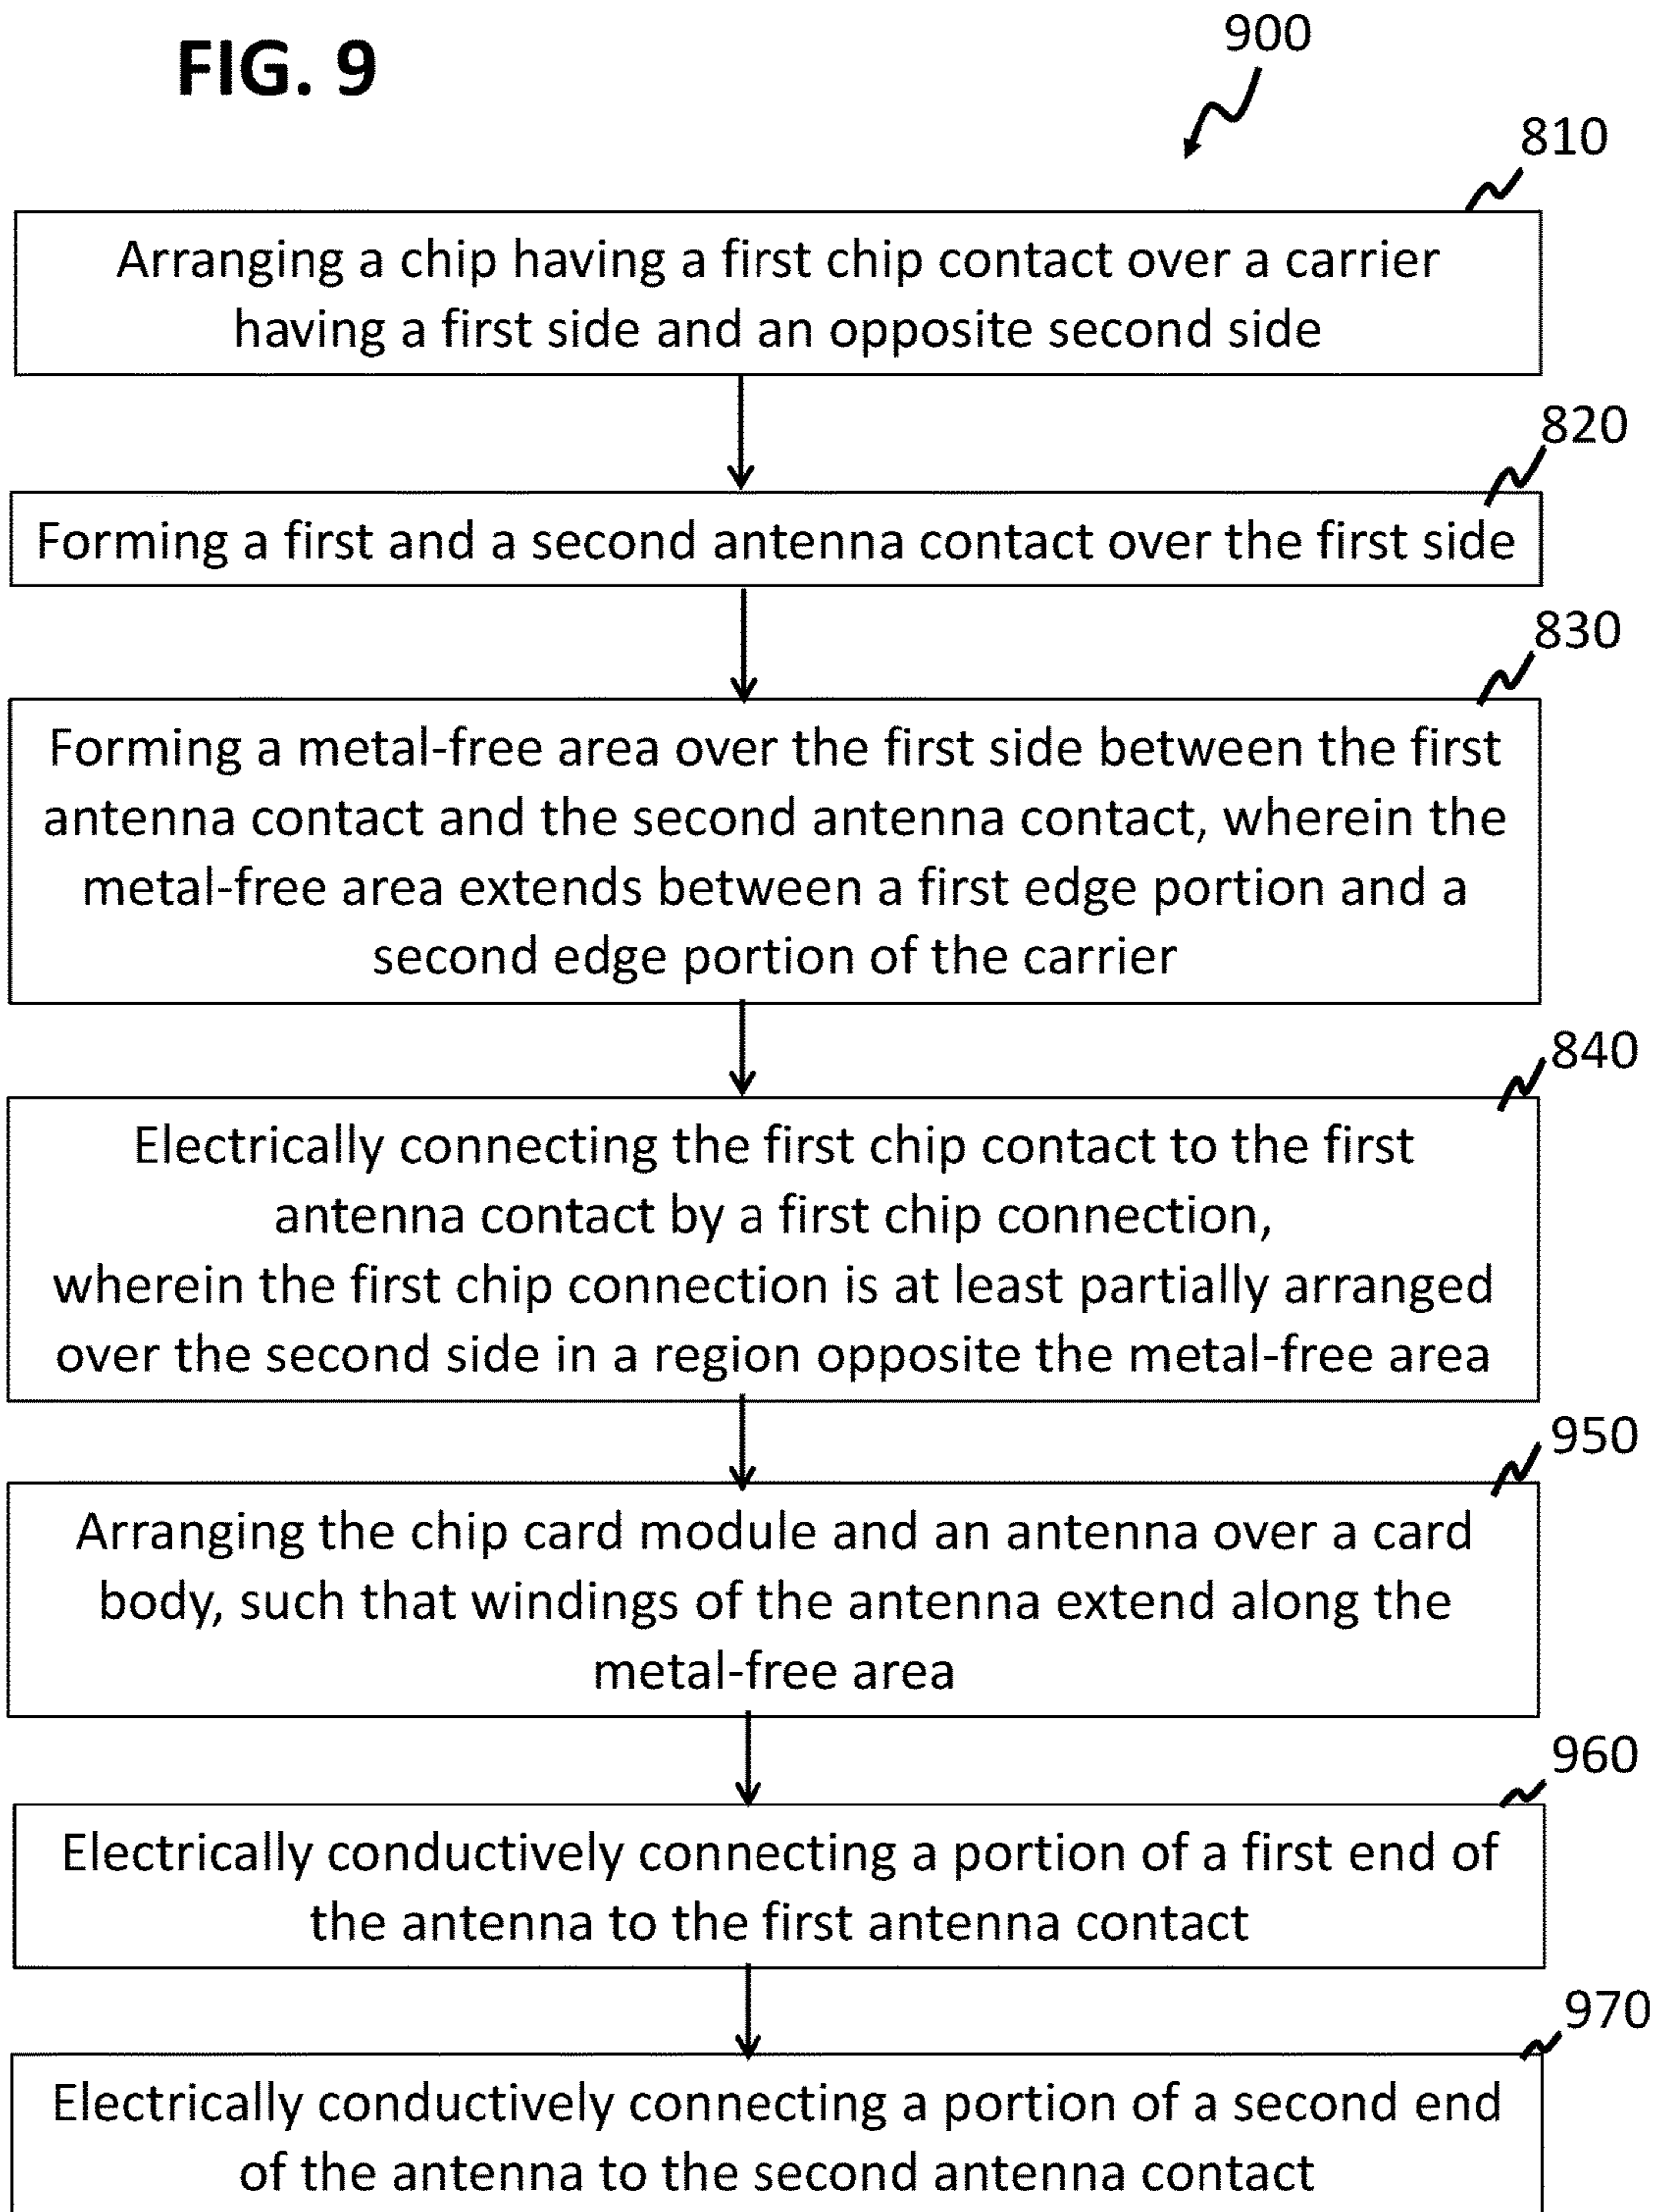 FIG. 9
900
810
Arranging a chip having a first chip contact over a carrier
having a first side and an opposite second side
820
Forming a first and a second antenna contact over the first side
830
Forming a metal-free area over the first side between the first
antenna contact and the second antenna contact, wherein the
metal-free area extends between a first edge portion and a
second edge portion of the carrier
840
Electrically connecting the first chip contact to the first
antenna contact by a first chip connection,
wherein the first chip connection is at least partially arranged
over the second side in a region opposite the metal-free area
950
Arranging the chip card module and an antenna over a card
body, such that windings of the antenna extend along the
metal-free area
960
Electrically conductively connecting a portion of a first end of
the antenna to the first antenna contact
970
Electrically conductively connecting a portion of a second end
of the antenna to the second antenna contact